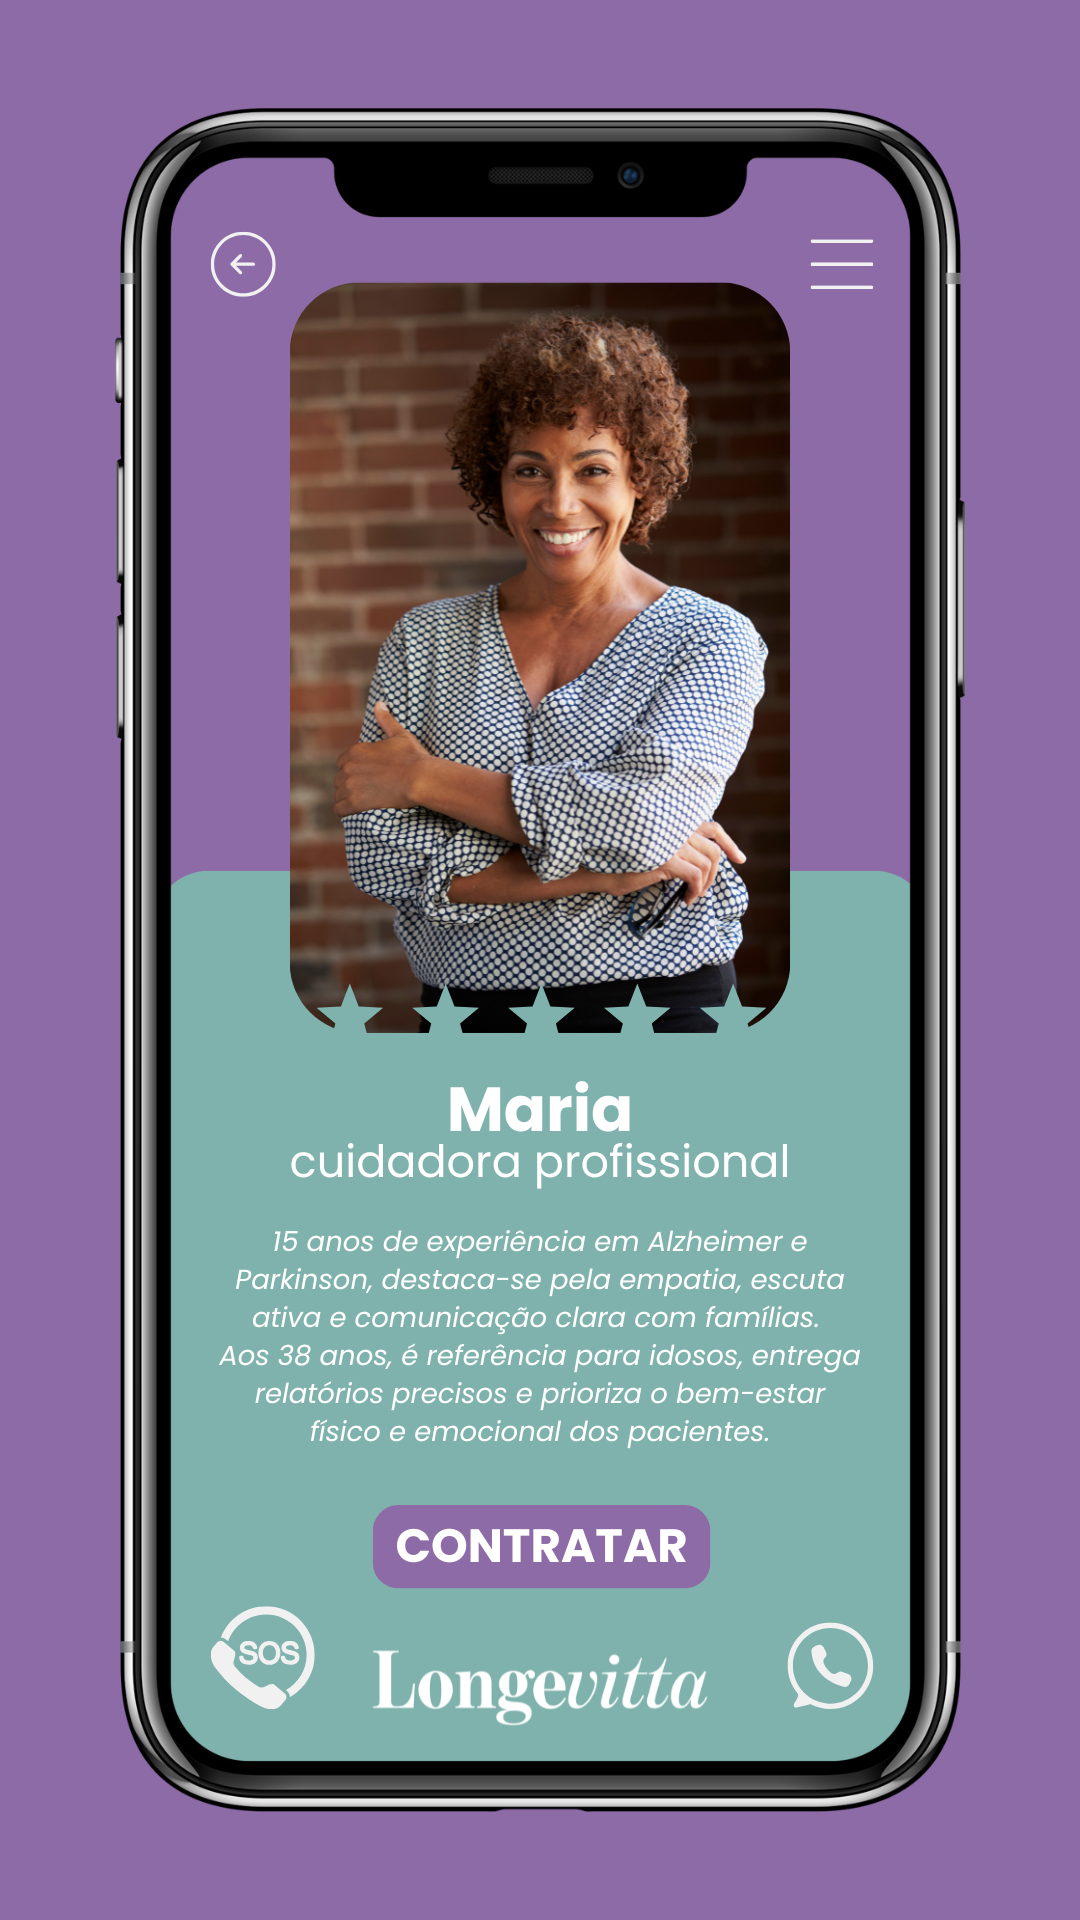 Maria
cuidadora profissional
15 anos de experiência em Alzheimer e
Parkinson, destaca-se pela empatia, escuta
ativa e comunicação clara com famílias.
Aos 38 anos, é referência para idosos, entrega
relatórios precisos e prioriza o bem-estar
físico e emocional dos pacientes.
CONTRATAR
SOS
Longevitta